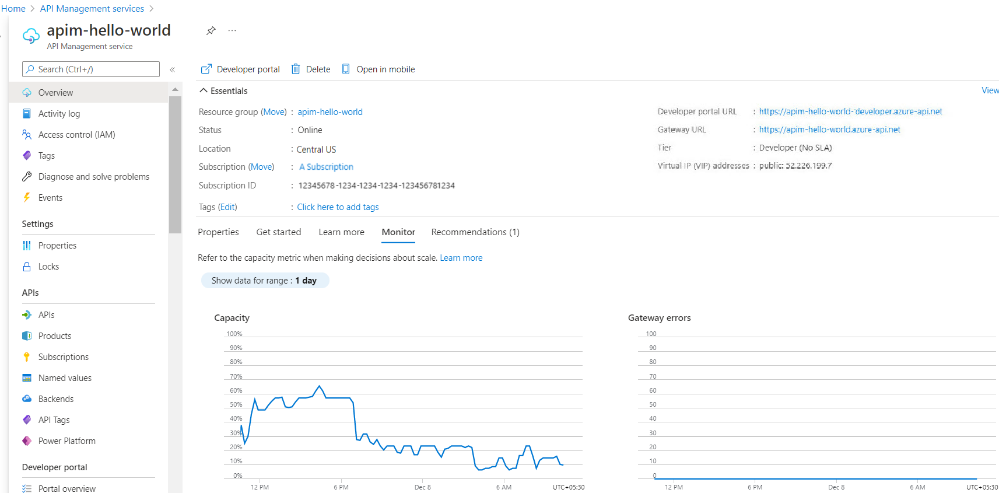 Home > API Management services >
apim-hello-world
...
API Management service
Search (Ctrl+/)
«
Overview
Activity log
Access control (IAM)
Tags
Diagnose and solve problems
Events
Settings
Properties
Locks
APIs
APIs
Products
Subscriptions
Named values
Backends
API Tags
Power Platform
Developer portal
Portal overview
Developer portal Delete Open in mobile
Essentials
View
Resource group (Move) : apim-hello-world
Status : Online
Location : Central US
Subscription (Move) : A Subscription
Subscription ID : 12345678-1234-1234-1234-123456781234
Tags (Edit) : Click here to add tags
Developer portal URL : https://apim-hello-world-developer.azure-api.net
Gateway URL : https://apim-hello-world.azure-api.net
Tier : Developer (No SLA)
Virtual IP (VIP) addresses : public: 52.226.199.7
Properties Get started Learn more Monitor Recommendations (1)
Refer to the capacity metric when making decisions about scale. Learn more
Show data for range : 1 day
Capacity
100%
90%
80%
70%
60%
50%
40%
30%
20%
10%
0%
12 PM 6 PM Dec 8 6 AM UTC+05:30
Gateway errors
100
90
80
70
60
50
40
30
20
10
0
12 PM 6 PM Dec 8 6 AM UTC+05:30